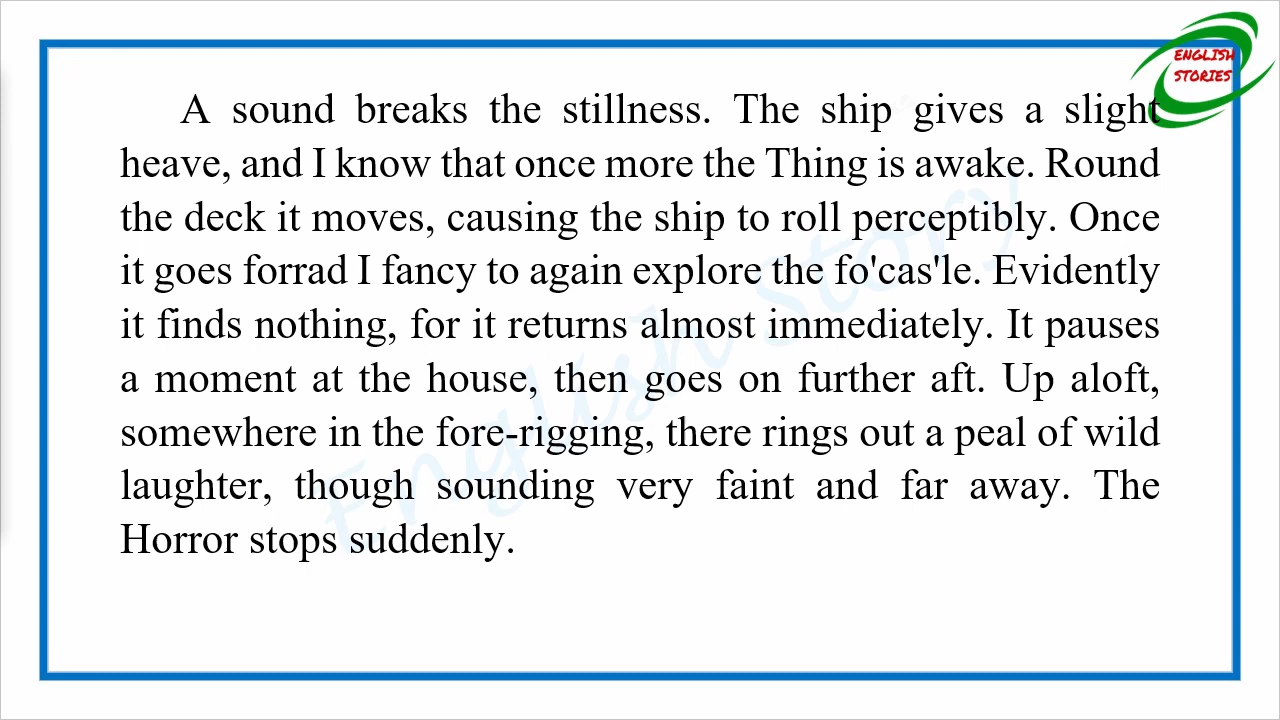 ENGLISH
STORIES
A sound breaks the stillness. The ship gives a slight
heave, and I know that once more the Thing is awake. Round
the deck it moves, causing the ship to roll perceptibly. Once
it goes forrad I fancy to again explore the fo'cas'le. Evidently
it finds nothing, for it returns almost immediately. It pauses
a moment at the house, then goes on further aft. Up aloft,
somewhere in the fore-rigging, there rings out a peal of wild
laughter, though sounding very faint and far away. The
Horror stops suddenly.
English Story